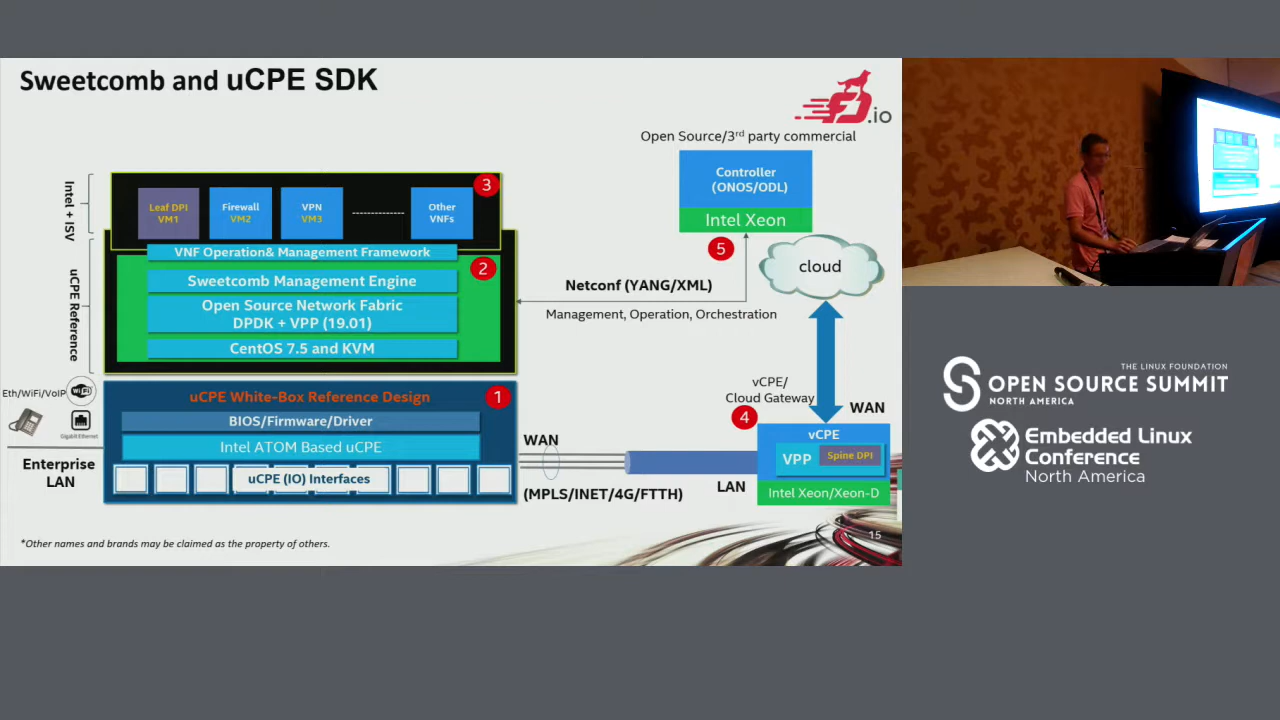 Sweetcomb and uCPE SDK
FD.io
Open Source/3rd party commercial
Controller
(ONOS/ODL)
Intel Xeon
5
cloud
Intel + ISV
3
Leaf DPI
VM1
Firewall
VM2
VPN
VM3
Other
VNFs
VNF Operation& Management Framework
uCPE Reference
2
Sweetcomb Management Engine
Open Source Network Fabric
DPDK + VPP (19.01)
CentOS 7.5 and KVM
Netconf (YANG/XML)
Management, Operation, Orchestration
Eth/WiFi/VoIP
WiFi
Gigabit Ethernet
Enterprise
LAN
uCPE White-Box Reference Design
1
BIOS/Firmware/Driver
Intel ATOM Based uCPE
uCPE (IO) Interfaces
WAN
(MPLS/INET/4G/FTTH)
LAN
vCPE/
Cloud Gateway
4
WAN
vCPE
VPP
Spine DPI
Intel Xeon/Xeon-D
*Other names and brands may be claimed as the property of others.
15
THE LINUX FOUNDATION
OPEN SOURCE SUMMIT
NORTH AMERICA
Embedded Linux
Conference
North America